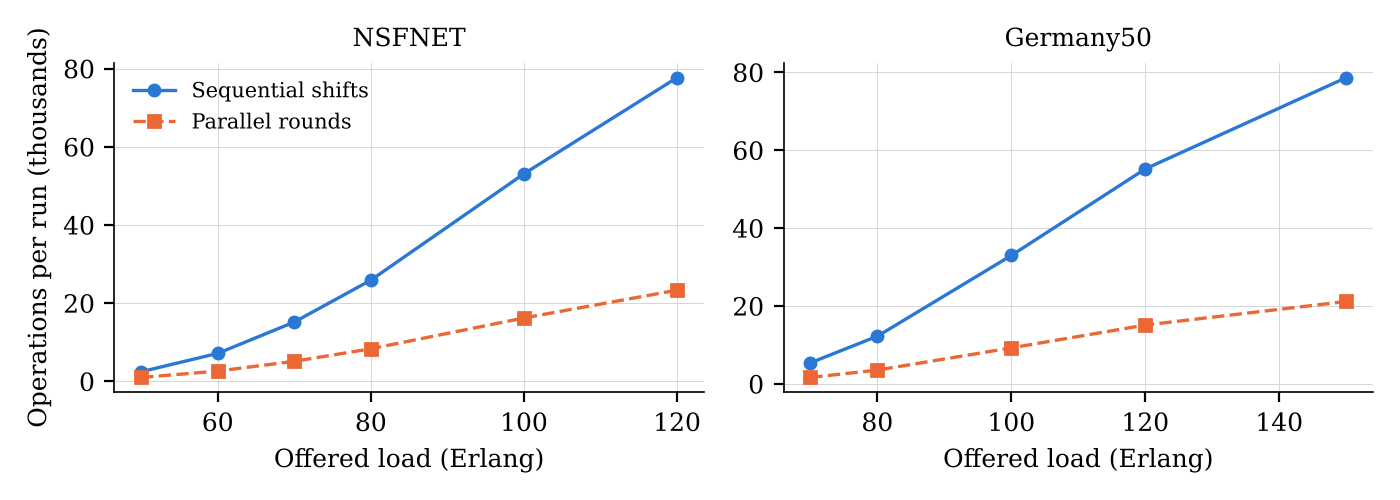 NSFNET
Germany50
Operations per run (thousands)
80
60
40
20
0
Sequential shifts
Parallel rounds
60
80
100
120
Offered load (Erlang)
80
60
40
20
0
80
100
120
140
Offered load (Erlang)